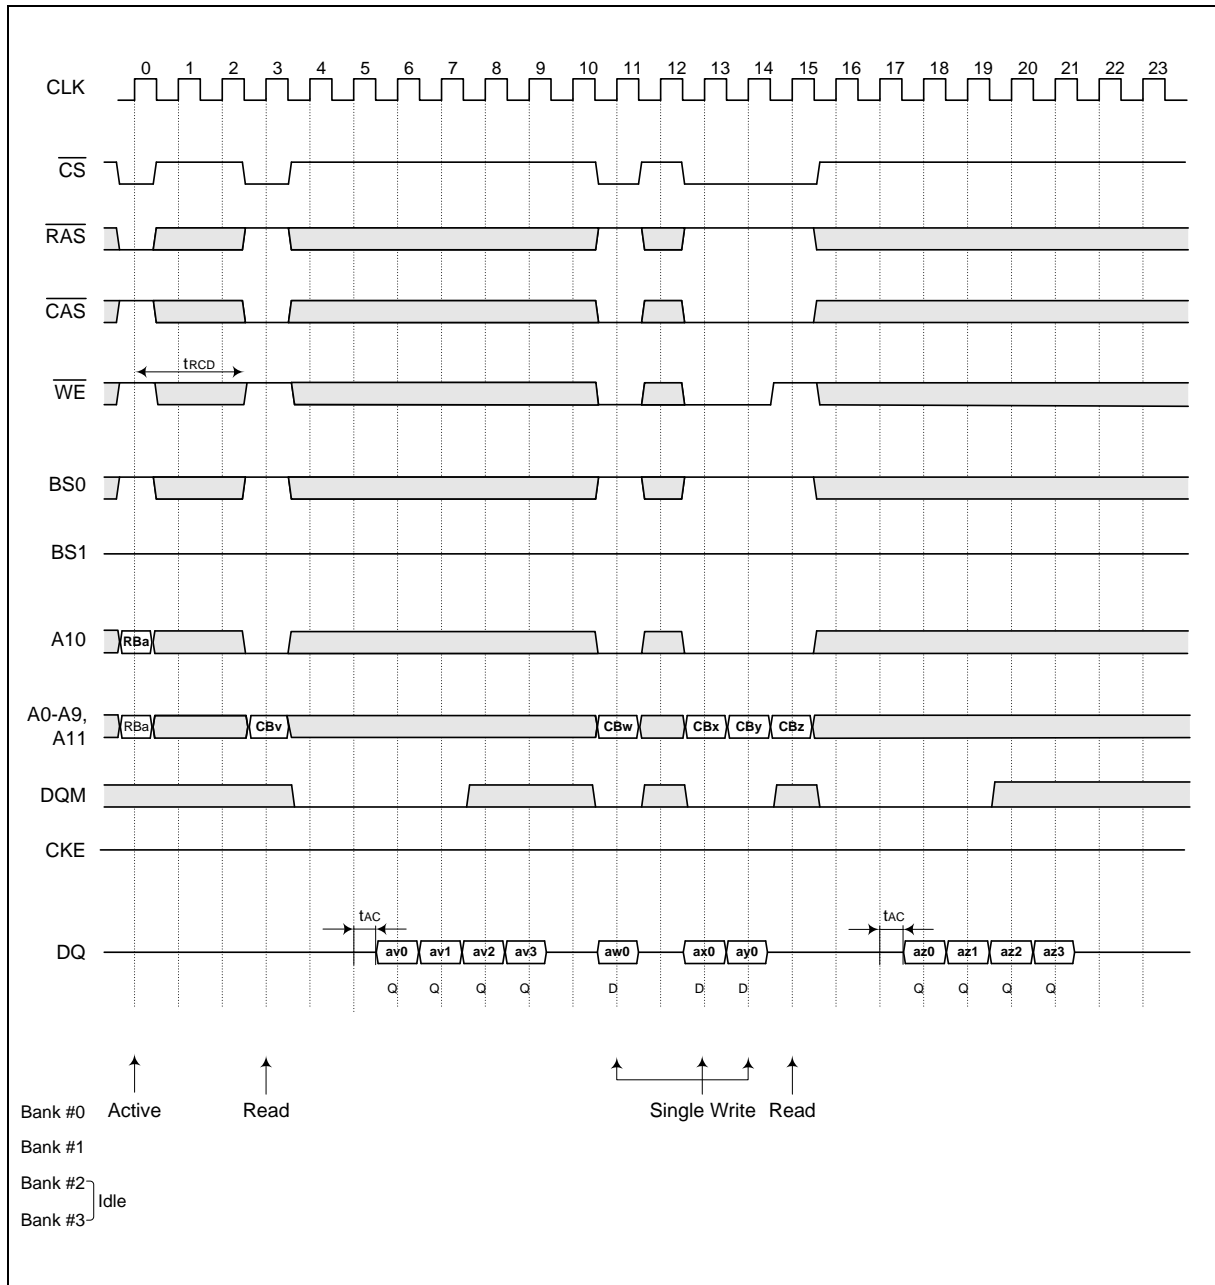 0 1 2 3 4 5 6 7 8 9 10 11 12 13 14 15 16 17 18 19 20 21 22 23
CLK
CS
RAS
CAS
tRCD
WE
BS0
BS1
A10 RBa
A0-A9,
A11
RBa CBv CBw CBx CBy CBz
DQM
CKE
tAC tAC
DQ av0 av1 av2 av3 aw0 ax0 ay0 az0 az1 az2 az3
Q Q Q Q D D D Q Q Q Q
Bank #0 Active Read Single Write Read
Bank #1
Bank #2
Idle
Bank #3